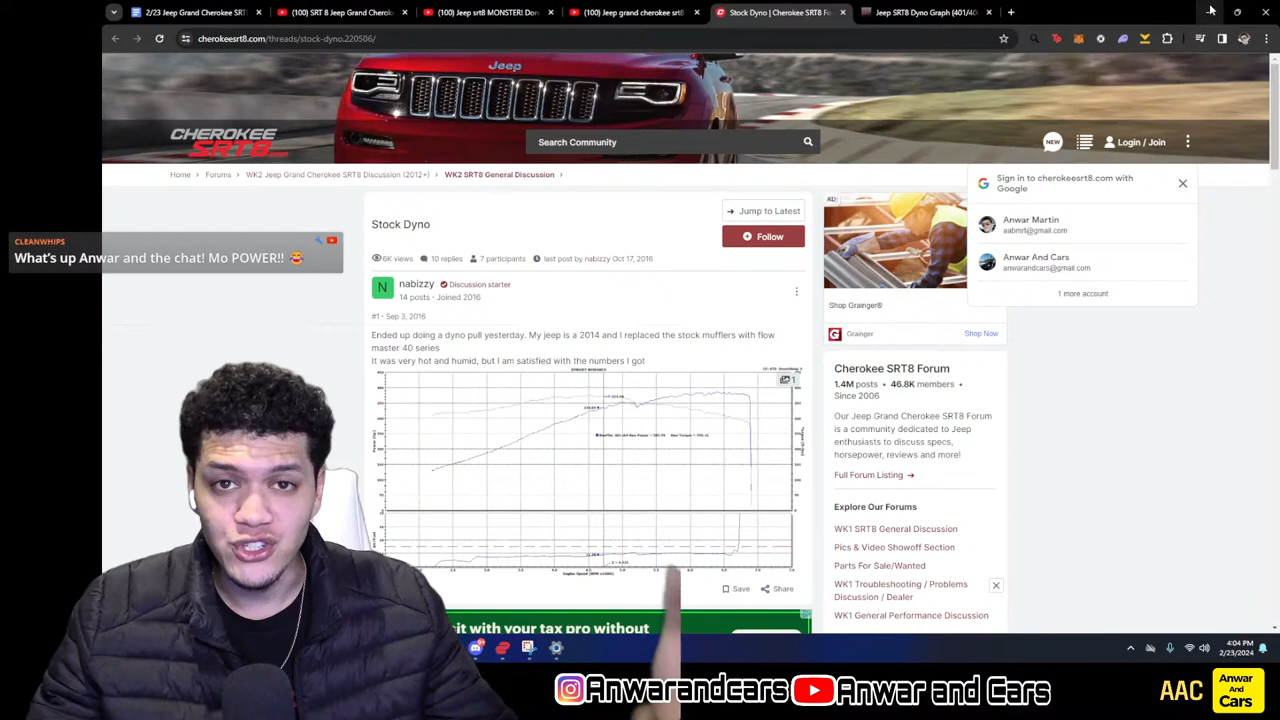 2/23 Jeep Grand Cherokee SRT8
(100) SRT 8 Jeep Grand Cherok
(100) Jeep srt8 MONSTER! Don
(100) Jeep grand cherokee srt8
Stock Dyno | Cherokee SRT8 Fo
Jeep SRT8 Dyno Graph (401/40
cherokeesrt8.com/threads/stock-dyno.220506/
Jeep
CHEROKEE
SRT8
Search Community
NEW
Login / Join
Home > Forums > WK2 Jeep Grand Cherokee SRT8 Discussion (2012+) > WK2 SRT8 General Discussion >
Sign in to cherokeesrt8.com with
Google
Anwar Martin
aabmrt@gmail.com
Anwar And Cars
anwarandcars@gmail.com
1 more account
Stock Dyno
Jump to Latest
Follow
6K views 10 replies 7 participants last post by nabizzy Oct 17, 2016
N
nabizzy Discussion starter
14 posts · Joined 2016
#1 · Sep 3, 2016
Ended up doing a dyno pull yesterday. My jeep is a 2014 and I replaced the stock mufflers with flow
master 40 series
It was very hot and humid, but I am satisfied with the numbers I got
1
Save Share
AD
Shop Grainger®
Grainger
Shop Now
Cherokee SRT8 Forum
1.4M posts • 46.8K members •
Since 2006
Our Jeep Grand Cherokee SRT8 Forum
is a community dedicated to Jeep
enthusiasts to discuss specs,
horsepower, reviews and more!
Full Forum Listing
Explore Our Forums
WK1 SRT8 General Discussion
Pics & Video Showoff Section
Parts For Sale/Wanted
WK1 Troubleshooting / Problems
Discussion / Dealer
WK1 General Performance Discussion
CLEANWHIPS
What's up Anwar and the chat! Mo POWER!!
it with your tax pro without
4:04 PM
2/23/2024
Anwarandcars
Anwar and Cars
AAC
Anwar
And
Cars